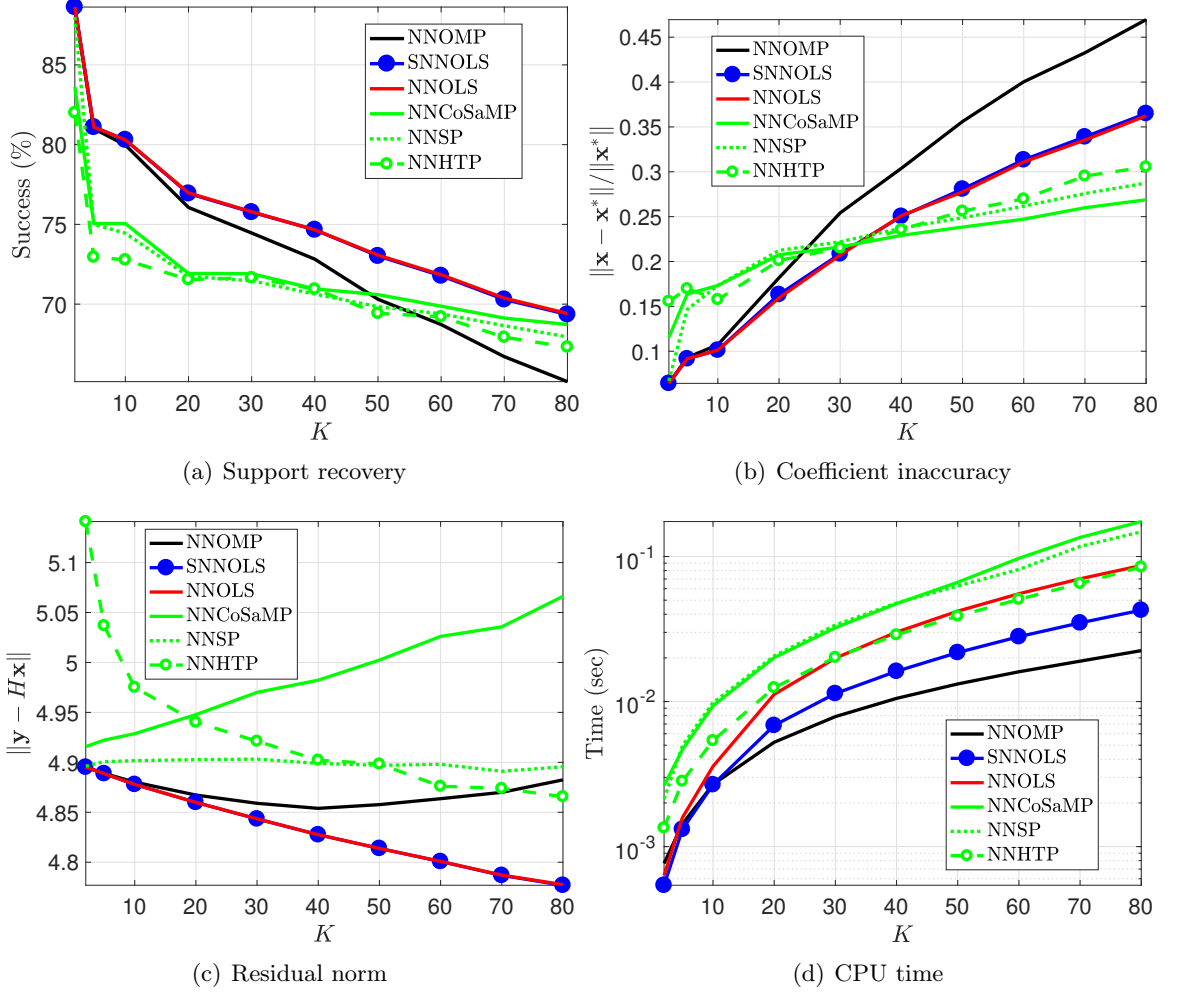 85
80
75
70
Success (%)
10 20 30 40 50 60 70 80
K
NNOMP
SNNOLS
NNOLS
NNCoSaMP
NNSP
NNHTP
(a) Support recovery
0.45
0.4
0.35
0.3
0.25
0.2
0.15
0.1
‖x − x*‖/‖x*‖
10 20 30 40 50 60 70 80
K
NNOMP
SNNOLS
NNOLS
NNCoSaMP
NNSP
NNHTP
(b) Coefficient inaccuracy
5.1
5.05
5
4.95
4.9
4.85
4.8
‖y − Hx‖
10 20 30 40 50 60 70 80
K
NNOMP
SNNOLS
NNOLS
NNCoSaMP
NNSP
NNHTP
(c) Residual norm
10⁻¹
10⁻²
10⁻³
Time (sec)
10 20 30 40 50 60 70 80
K
NNOMP
SNNOLS
NNOLS
NNCoSaMP
NNSP
NNHTP
(d) CPU time